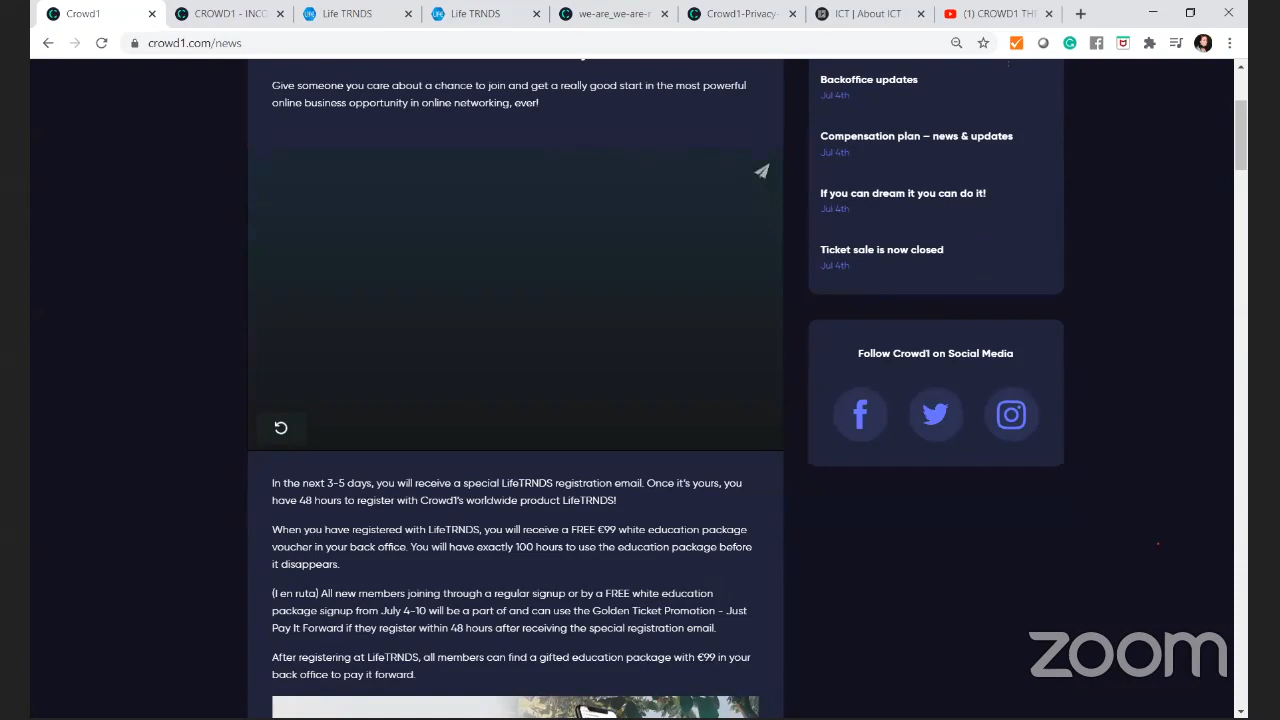 Crowd1
CROWD1 - INCC
Life TRNDS
Life TRNDS
we-are_we-are-r
Crowd1-privacy-
ICT | About ICT
(1) CROWD1 THE
crowd1.com/news
Give someone you care about a chance to join and get a really good start in the most powerful
online business opportunity in online networking, ever!
In the next 3-5 days, you will receive a special LifeTRNDS registration email. Once it's yours, you
have 48 hours to register with Crowd1's worldwide product LifeTRNDS!
When you have registered with LifeTRNDS, you will receive a FREE €99 white education package
voucher in your back office. You will have exactly 100 hours to use the education package before
it disappears.
(I en ruta) All new members joining through a regular signup or by a FREE white education
package signup from July 4-10 will be a part of and can use the Golden Ticket Promotion - Just
Pay It Forward if they register within 48 hours after receiving the special registration email.
After registering at LifeTRNDS, all members can find a gifted education package with €99 in your
back office to pay it forward.
Backoffice updates
Jul 4th
Compensation plan – news & updates
Jul 4th
If you can dream it you can do it!
Jul 4th
Ticket sale is now closed
Jul 4th
Follow Crowd1 on Social Media
zoom